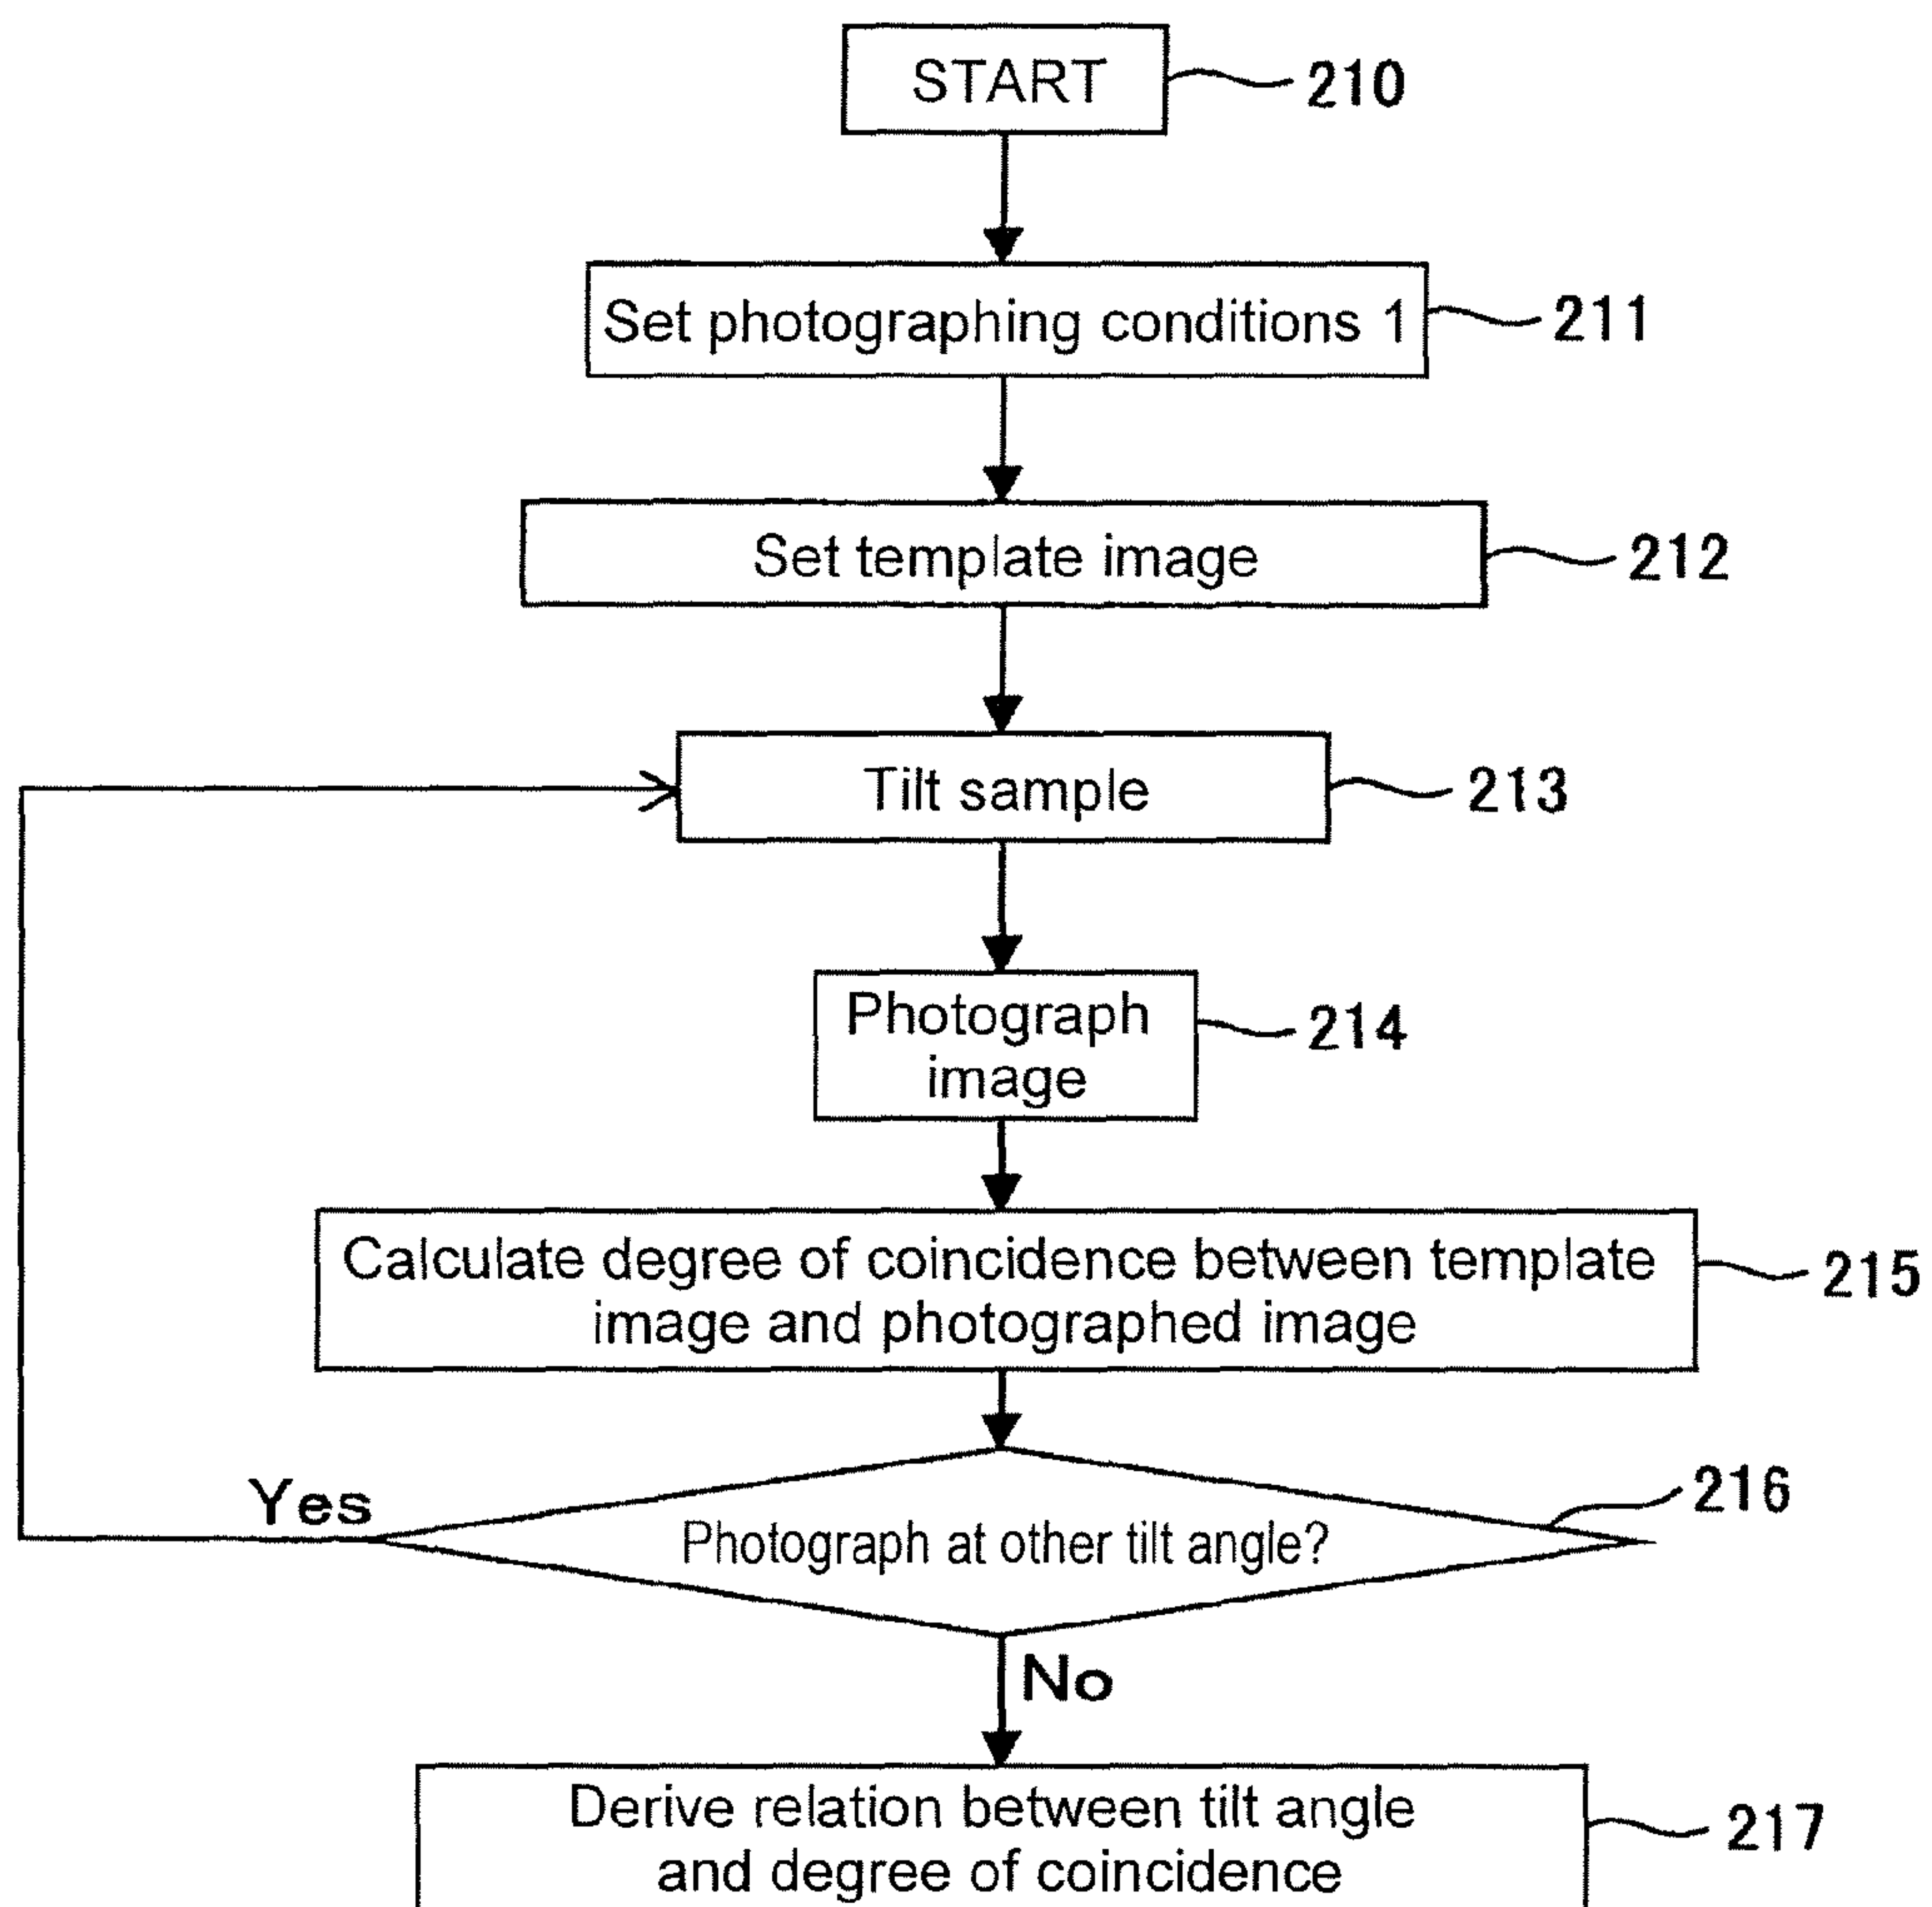 START
210
Set photographing conditions 1
211
Set template image
212
Tilt sample
213
Photograph
image
214
Calculate degree of coincidence between template
image and photographed image
215
Yes
Photograph at other tilt angle?
216
No
Derive relation between tilt angle
and degree of coincidence
217